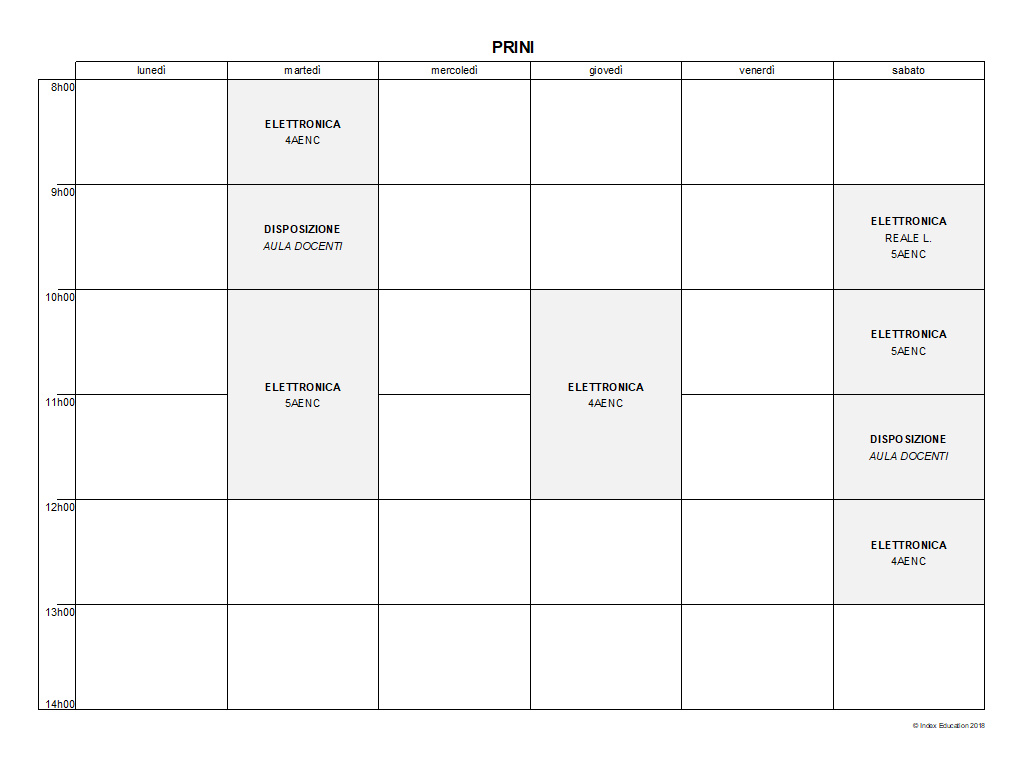 PRINI
lunedì martedì mercoledì giovedì venerdì sabato
8h00
ELETTRONICA
4AENC
9h00
DISPOSIZIONE
AULA DOCENTI
ELETTRONICA
REALE L.
5AENC
10h00
ELETTRONICA
5AENC
ELETTRONICA
4AENC
ELETTRONICA
5AENC
11h00
DISPOSIZIONE
AULA DOCENTI
12h00
ELETTRONICA
4AENC
13h00
14h00
© Index Education 2018